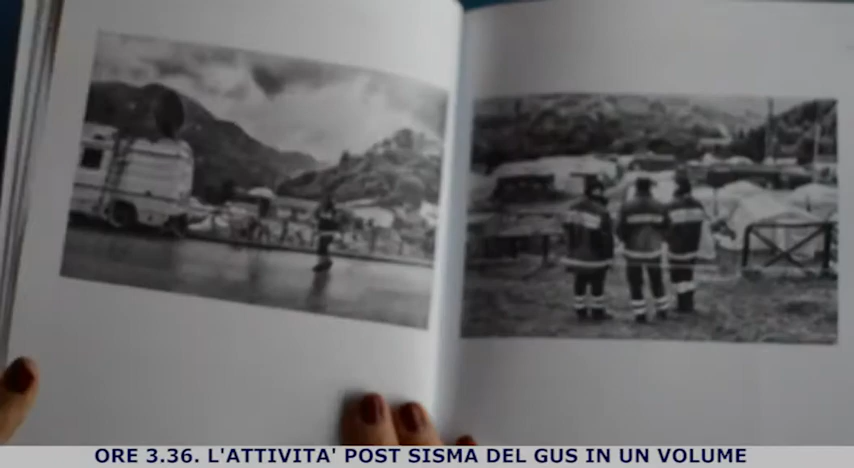 ORE 3.36. L'ATTIVITA' POST SISMA DEL GUS IN UN VOLUME